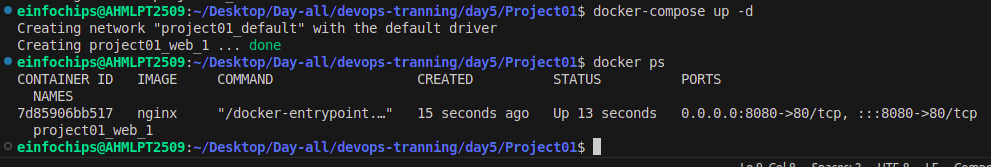 einfochips@AHMLPT2509:~/Desktop/Day-all/devops-tranning/day5/Project01$ docker-compose up -d
Creating network "project01_default" with the default driver
Creating project01_web_1 ... done
einfochips@AHMLPT2509:~/Desktop/Day-all/devops-tranning/day5/Project01$ docker ps
CONTAINER ID   IMAGE     COMMAND                  CREATED          STATUS          PORTS
  NAMES
7d85906bb517   nginx     "/docker-entrypoint.…"   15 seconds ago   Up 13 seconds   0.0.0.0:8080->80/tcp, :::8080->80/tcp
  project01_web_1
einfochips@AHMLPT2509:~/Desktop/Day-all/devops-tranning/day5/Project01$